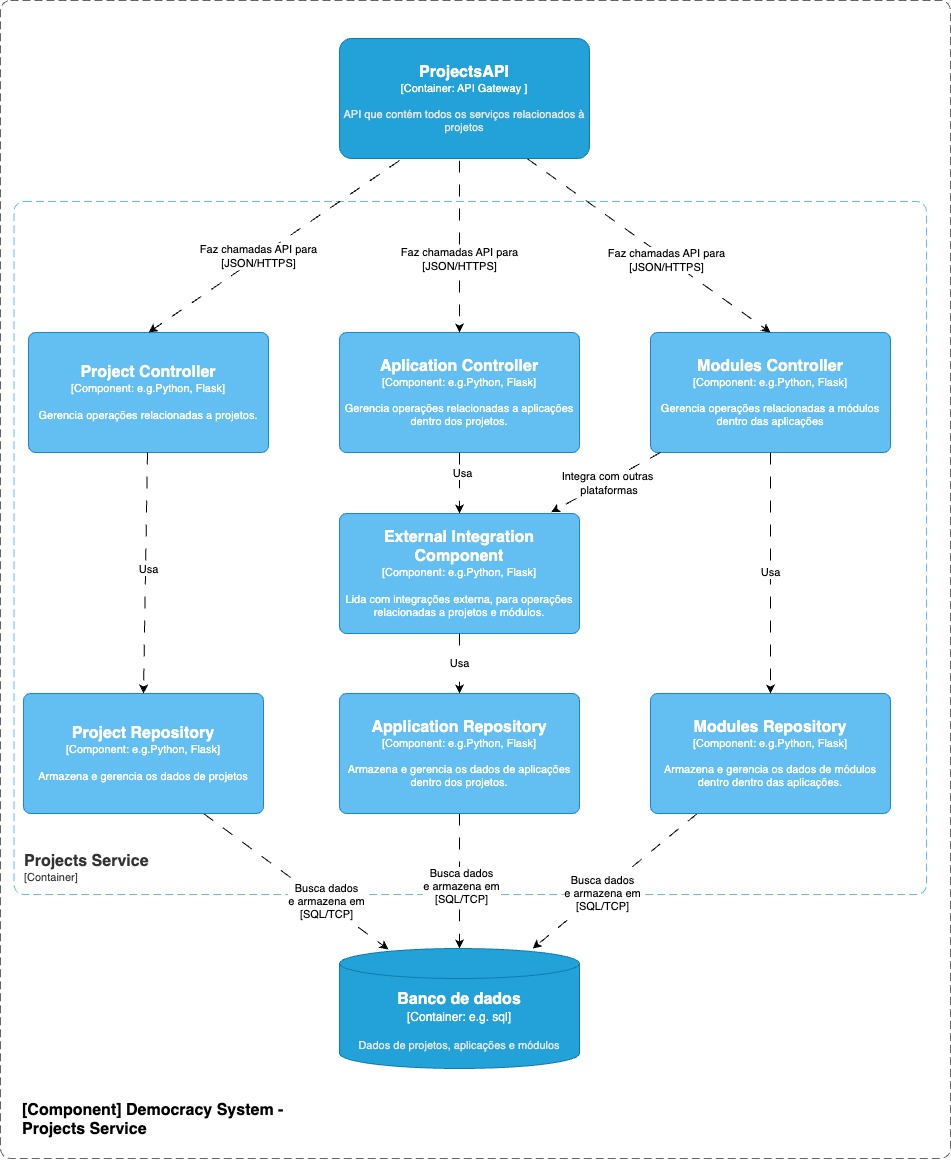 ProjectsAPI
[Container: API Gateway ]
API que contém todos os serviços relacionados à
projetos
Faz chamadas API para
[JSON/HTTPS]
Faz chamadas API para
[JSON/HTTPS]
Faz chamadas API para
[JSON/HTTPS]
Project Controller
[Component: e.g.Python, Flask]
Gerencia operações relacionadas a projetos.
Aplication Controller
[Component: e.g.Python, Flask]
Gerencia operações relacionadas a aplicações
dentro dos projetos.
Modules Controller
[Component: e.g.Python, Flask]
Gerencia operações relacionadas a módulos
dentro das aplicações
Usa
Integra com outras
plataformas
External Integration
Component
[Component: e.g.Python, Flask]
Lida com integrações externa, para operações
relacionadas a projetos e módulos.
Usa
Usa
Usa
Project Repository
[Component: e.g.Python, Flask]
Armazena e gerencia os dados de projetos
Application Repository
[Component: e.g.Python, Flask]
Armazena e gerencia os dados de aplicações
dentro dos projetos.
Modules Repository
[Component: e.g.Python, Flask]
Armazena e gerencia os dados de módulos
dentro dentro das aplicações.
Projects Service
[Container]
Busca dados
e armazena em
[SQL/TCP]
Busca dados
e armazena em
[SQL/TCP]
Busca dados
e armazena em
[SQL/TCP]
Banco de dados
[Container: e.g. sql]
Dados de projetos, aplicações e módulos
[Component] Democracy System -
Projects Service